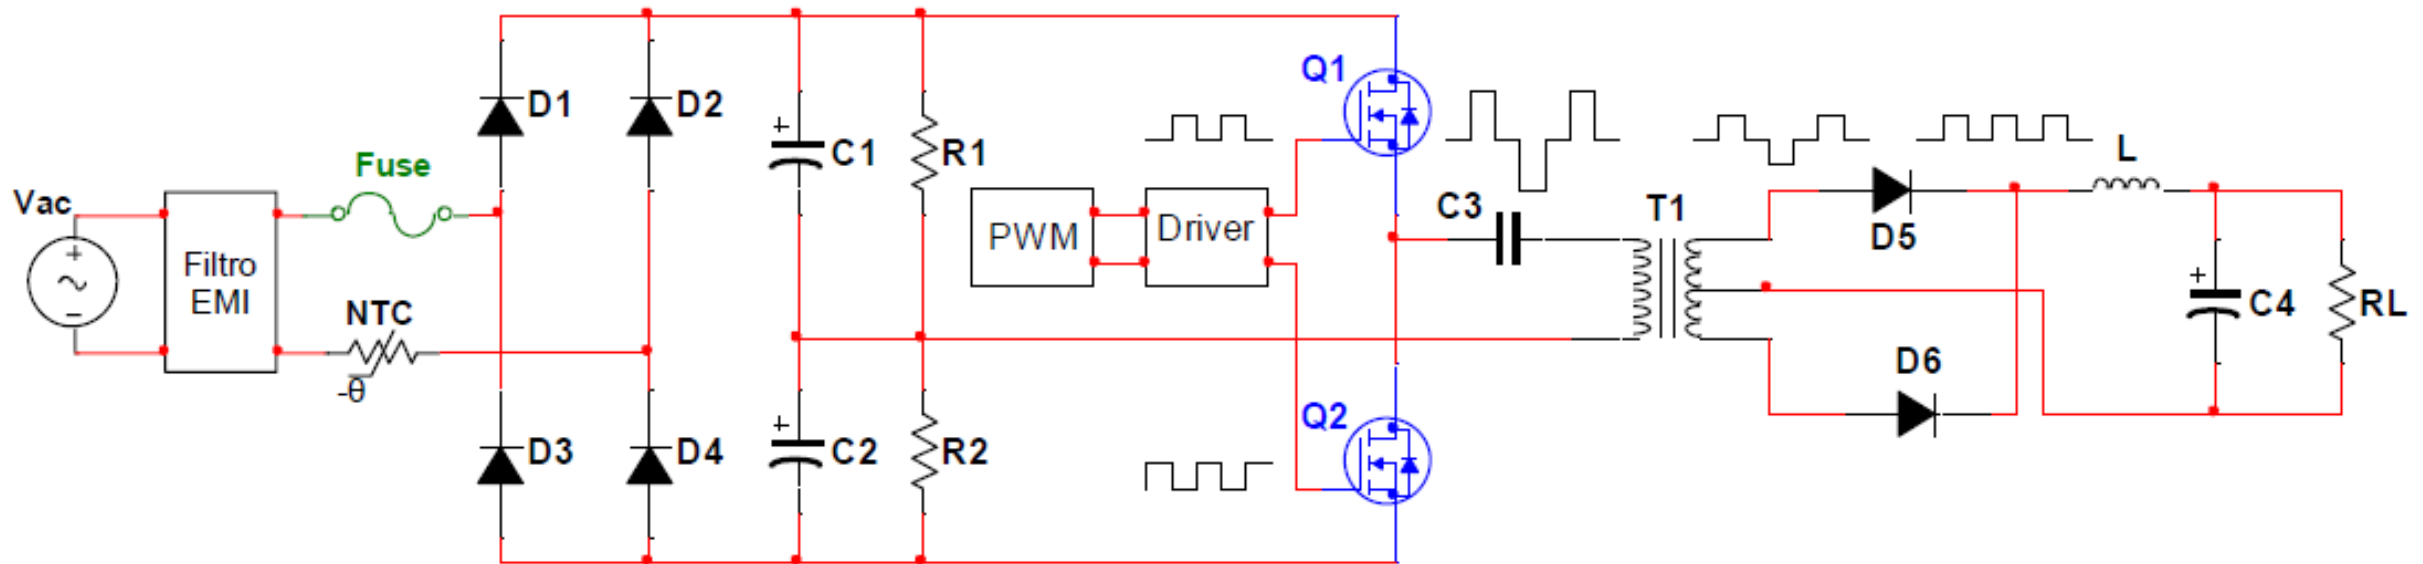 Vac
Filtro
EMI
Fuse
NTC
-θ
D1
D2
D3
D4
C1
R1
C2
R2
PWM
Driver
Q1
Q2
C3
T1
D5
D6
L
C4
RL